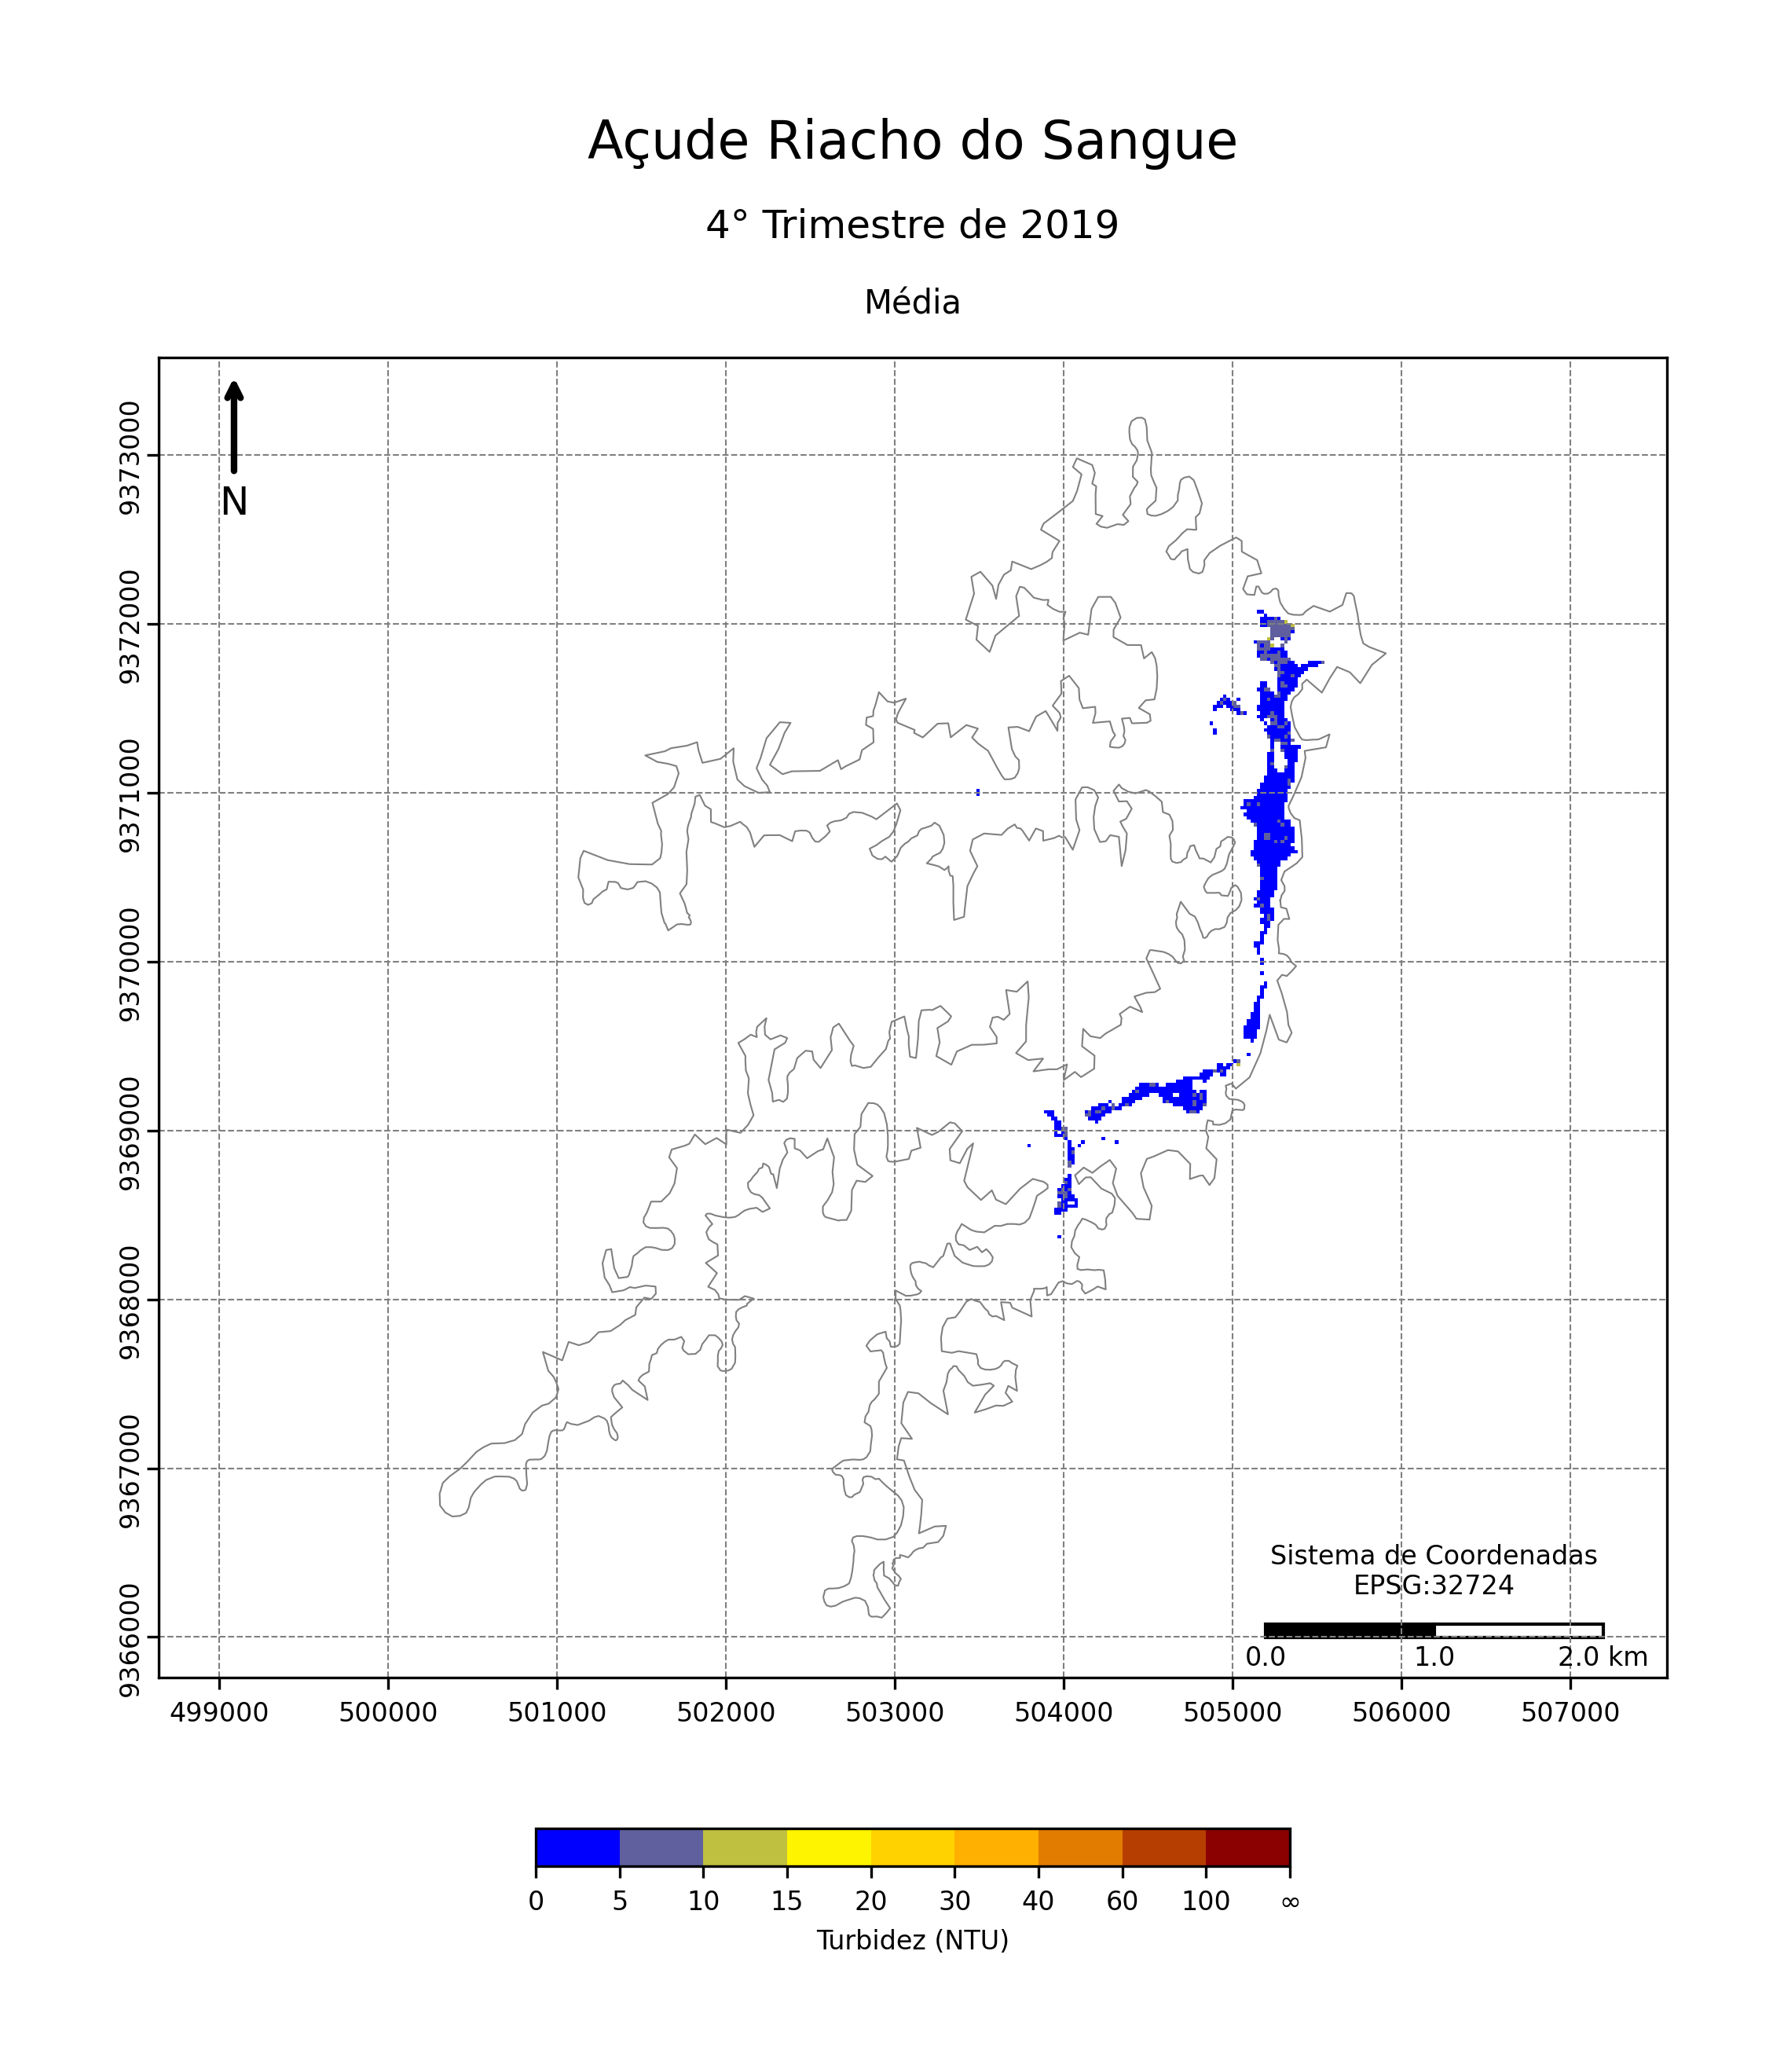 Açude Riacho do Sangue
4° Trimestre de 2019
Média
N
9373000
9372000
9371000
9370000
9369000
9368000
9367000
9366000
Sistema de Coordenadas
EPSG:32724
0.0 1.0 2.0 km
499000 500000 501000 502000 503000 504000 505000 506000 507000
0 5 10 15 20 30 40 60 100 ∞
Turbidez (NTU)